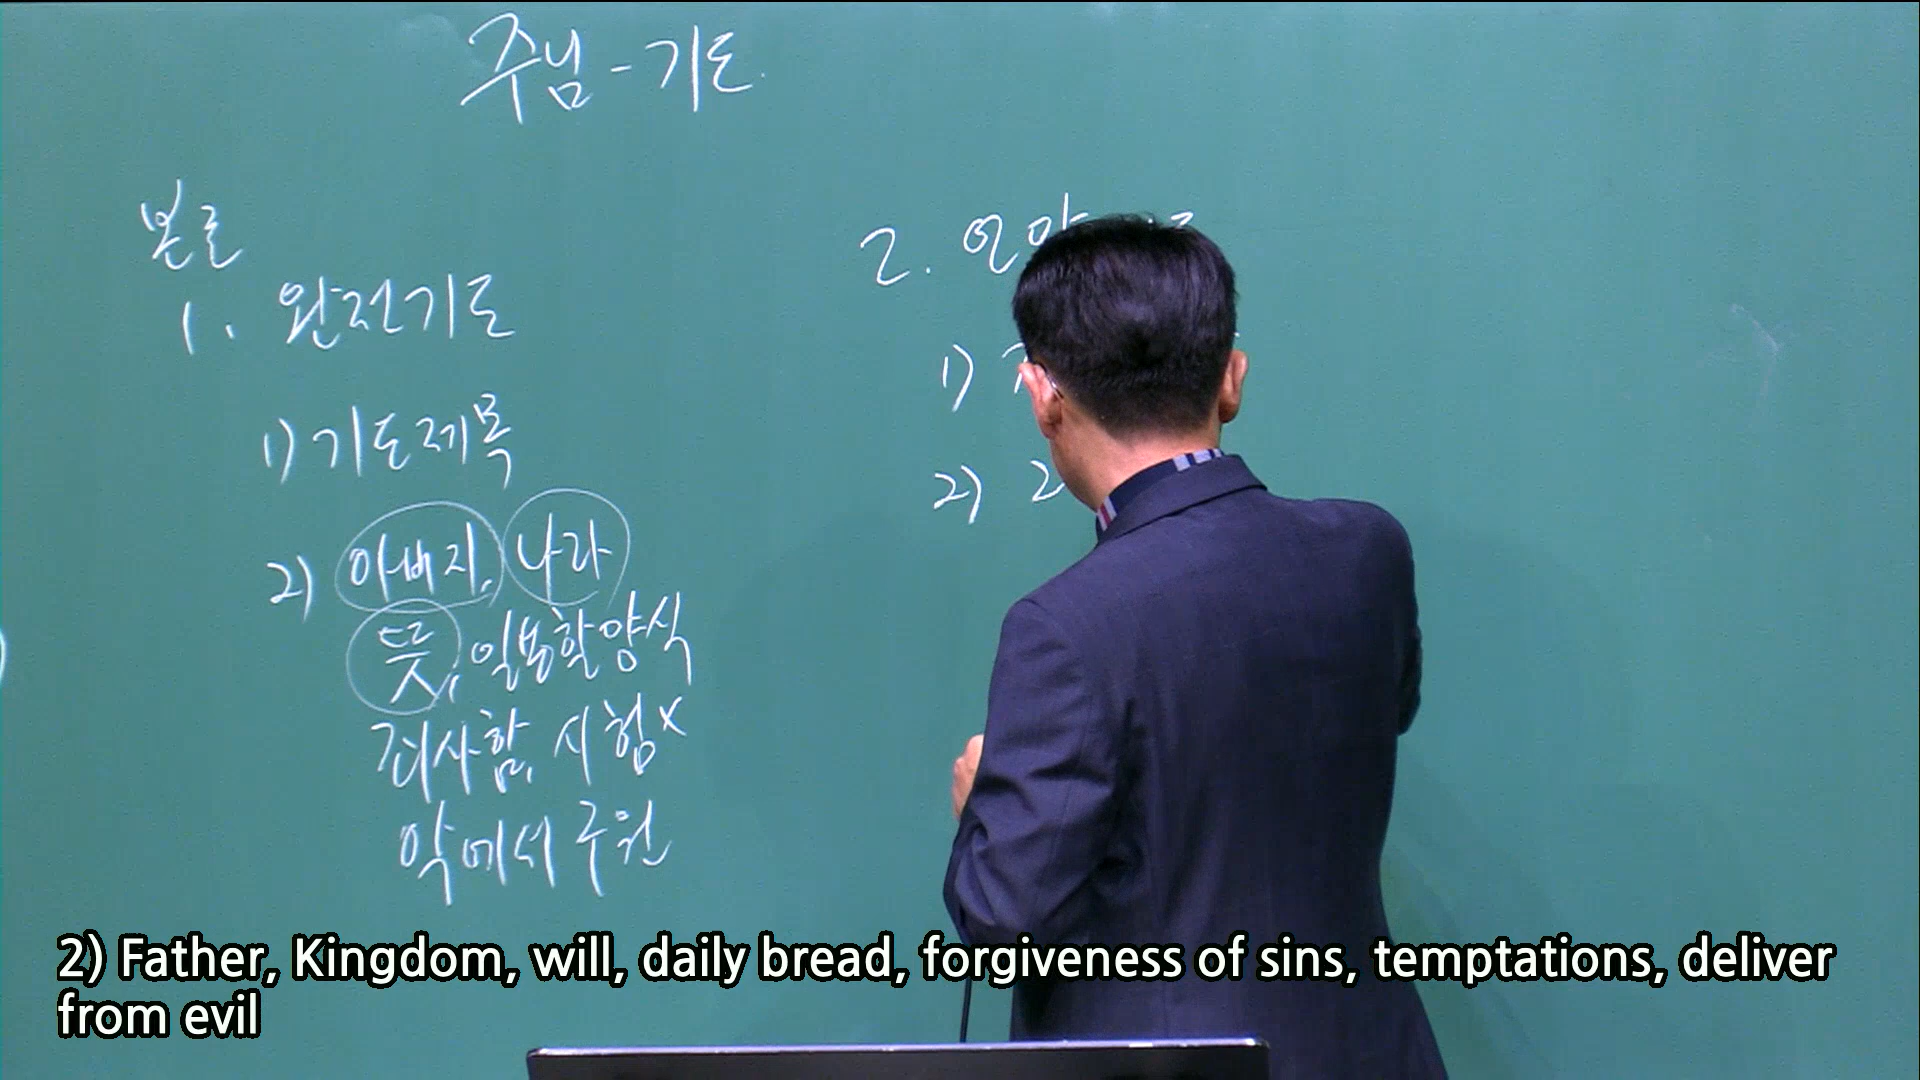 주님-기도
본론
1. 완전기도
1) 기도제목
2) 아버지, 나라
뜻, 일용할양식
죄사함, 시험x
악에서 구원
2.
1)
2)
2) Father, Kingdom, will, daily bread, forgiveness of sins, temptations, deliver
from evil